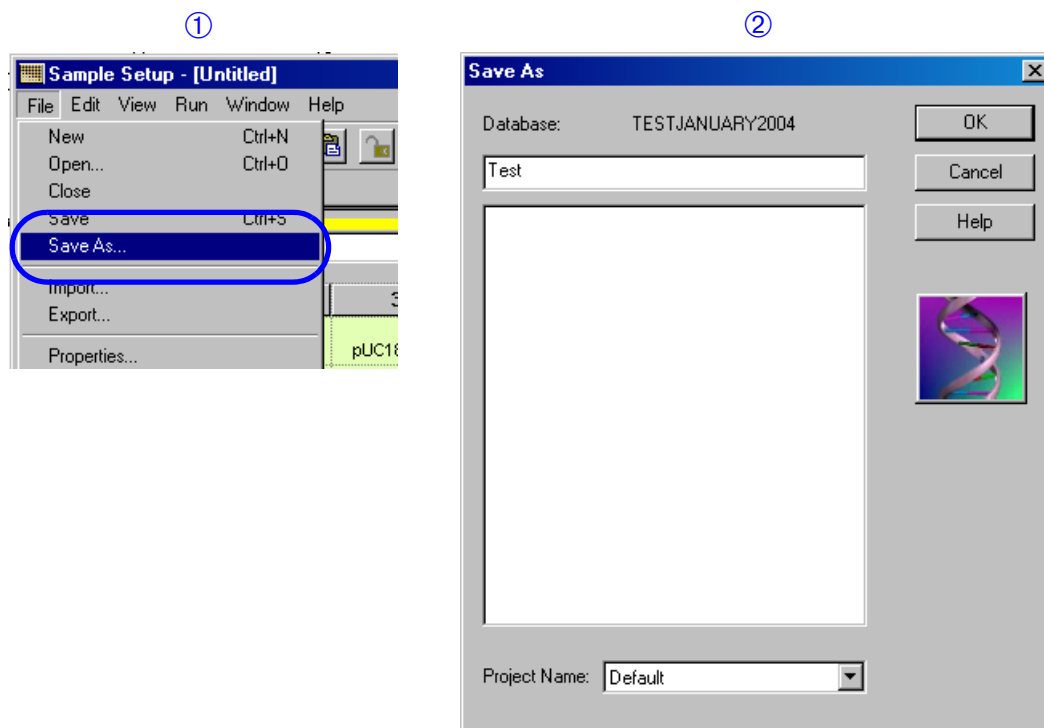 ①
Sample Setup - [Untitled]
File Edit View Run Window Help
New Ctrl+N
Open... Ctrl+O
Close
Save Ctrl+S
Save As...
Import...
Export...
Properties...
3
pUC18
②
Save As
Database: TESTJANUARY2004
Test
OK
Cancel
Help
Project Name: Default